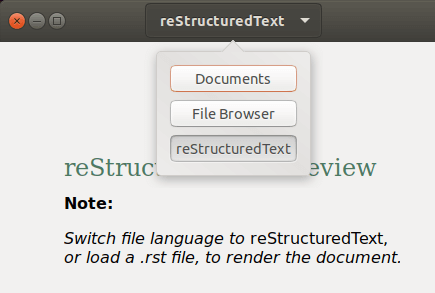 reStructuredText
Documents
File Browser
reStructuredText
reStruc eview
Note:
Switch file language to reStructuredText,
or load a .rst file, to render the document.